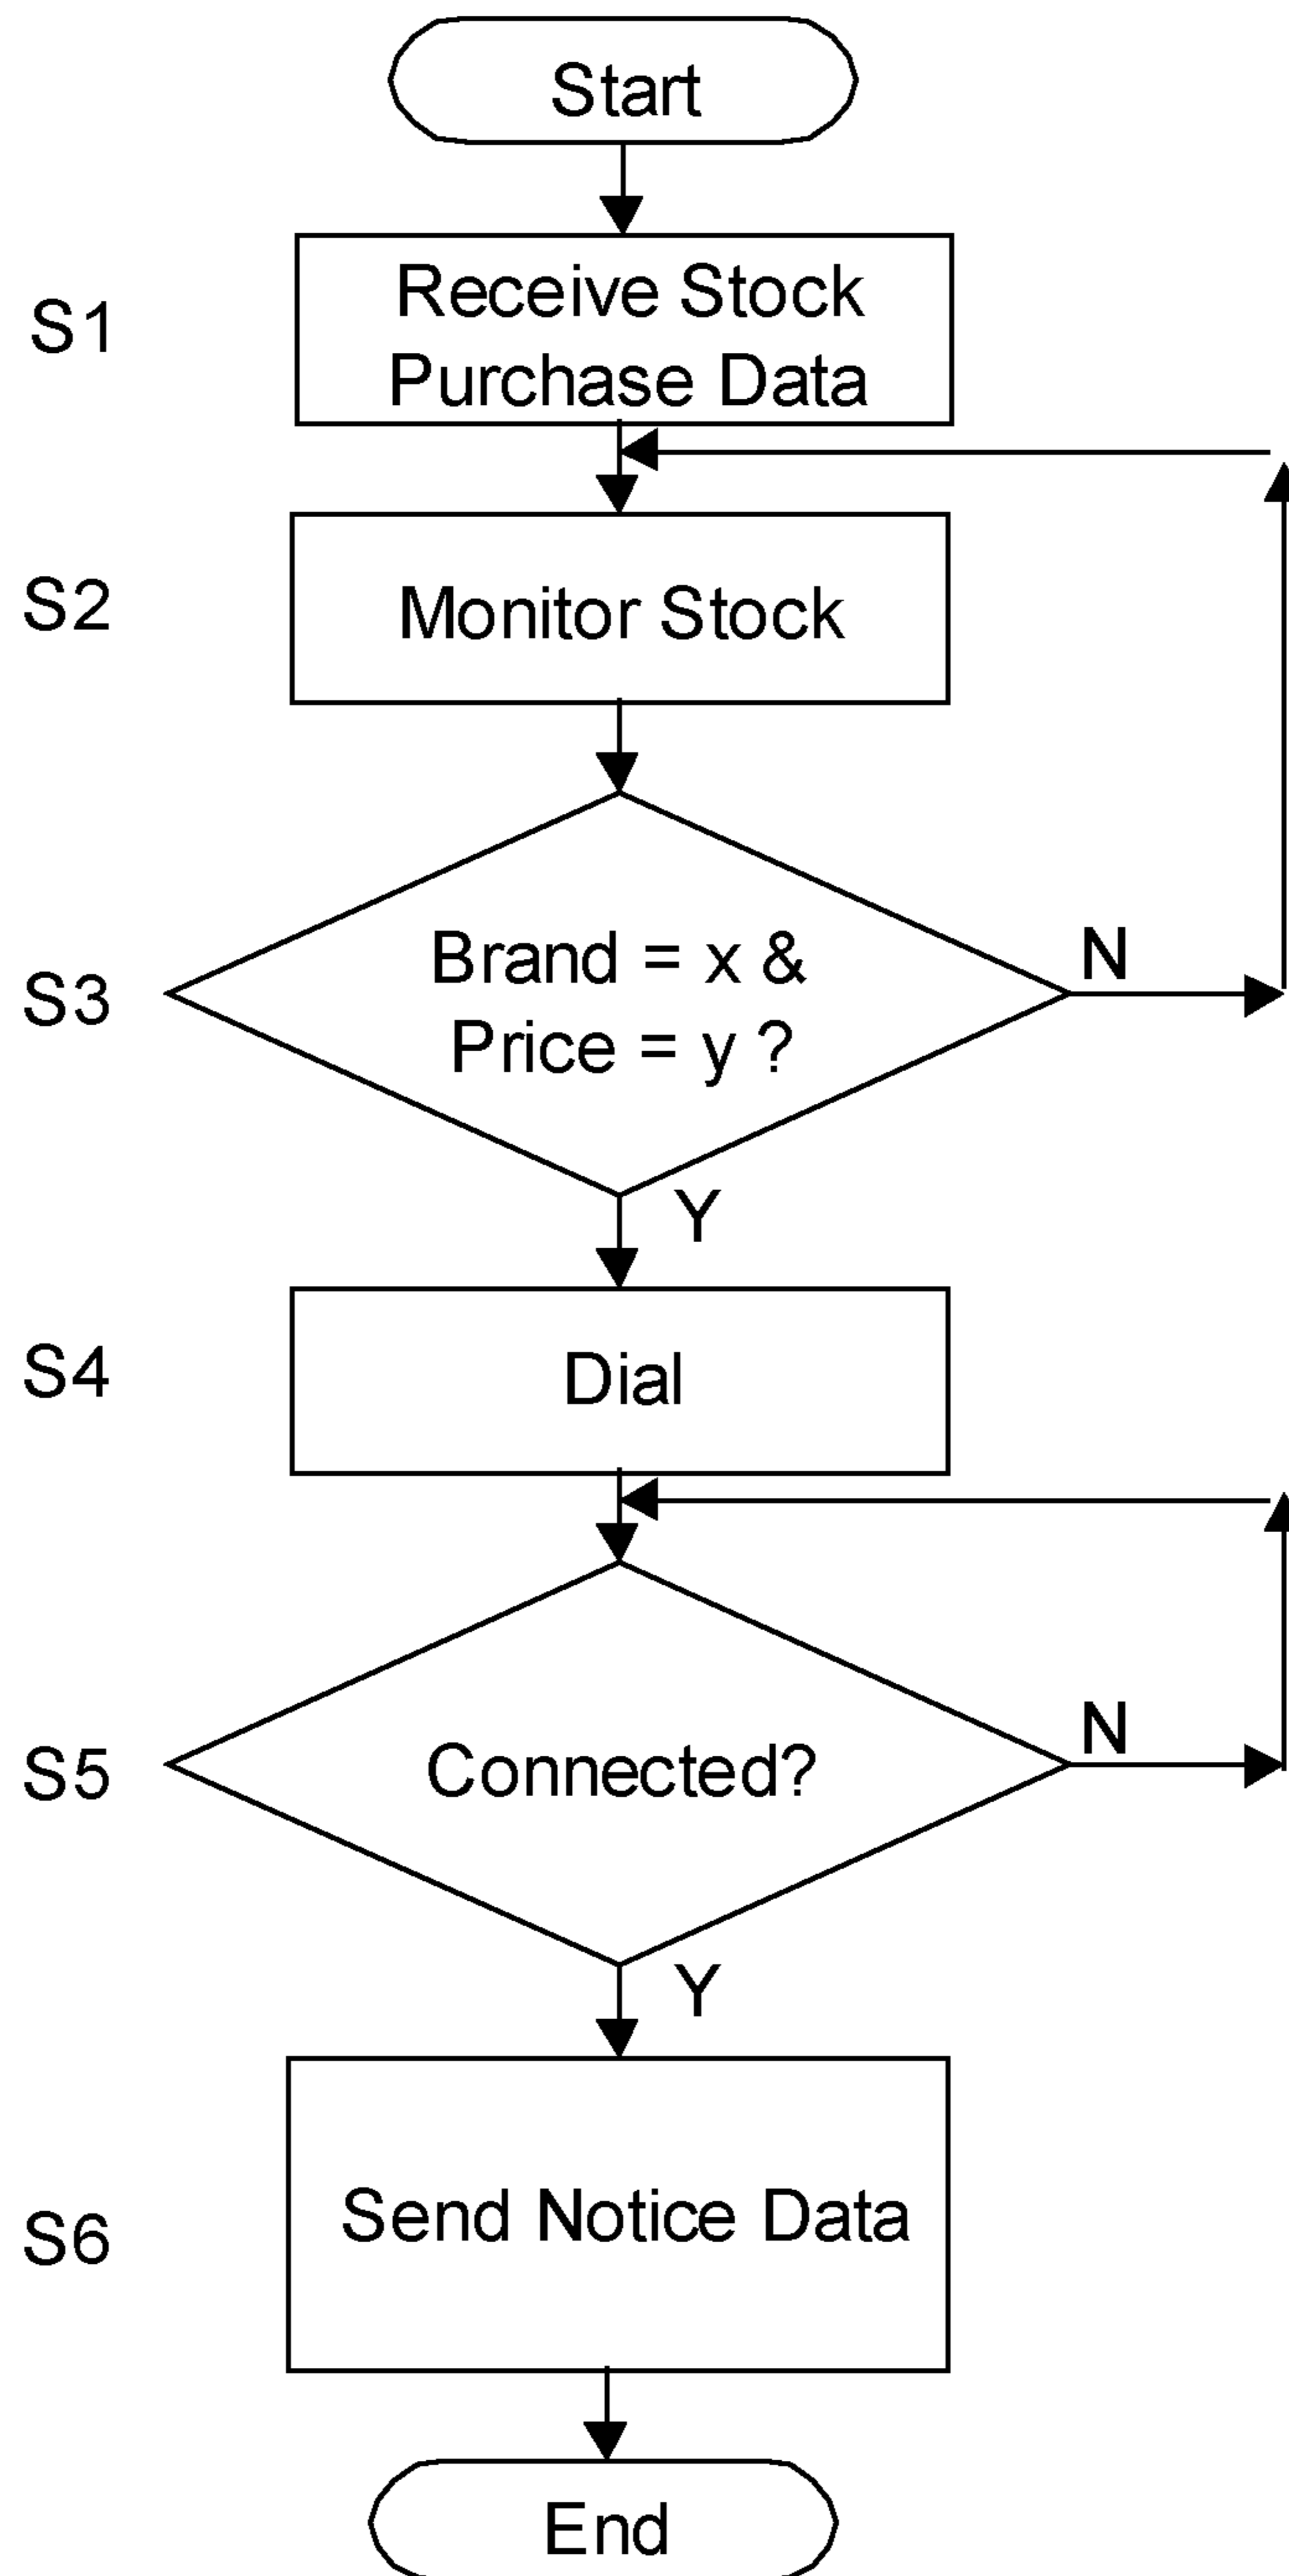 Start
S1
Receive Stock
Purchase Data
S2
Monitor Stock
S3
Brand = x &
Price = y ?
N
Y
S4
Dial
S5
Connected?
N
Y
S6
Send Notice Data
End